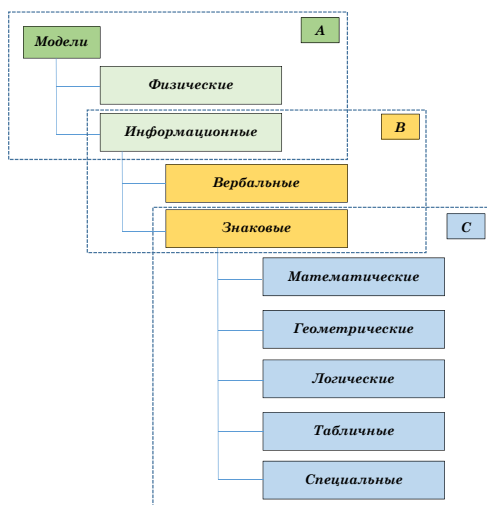 A
Модели
Физические
Информационные
B
Вербальные
Знаковые
C
Математические
Геометрические
Логические
Табличные
Специальные